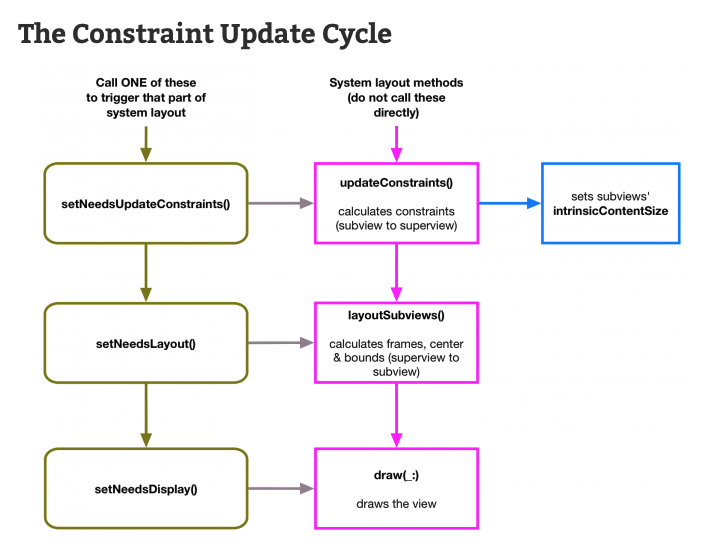 The Constraint Update Cycle
Call ONE of these
to trigger that part of
system layout
System layout methods
(do not call these
directly)
setNeedsUpdateConstraints()
updateConstraints()
calculates constraints
(subview to superview)
sets subviews'
intrinsicContentSize
setNeedsLayout()
layoutSubviews()
calculates frames, center
& bounds (superview to
subview)
setNeedsDisplay()
draw(_:)
draws the view